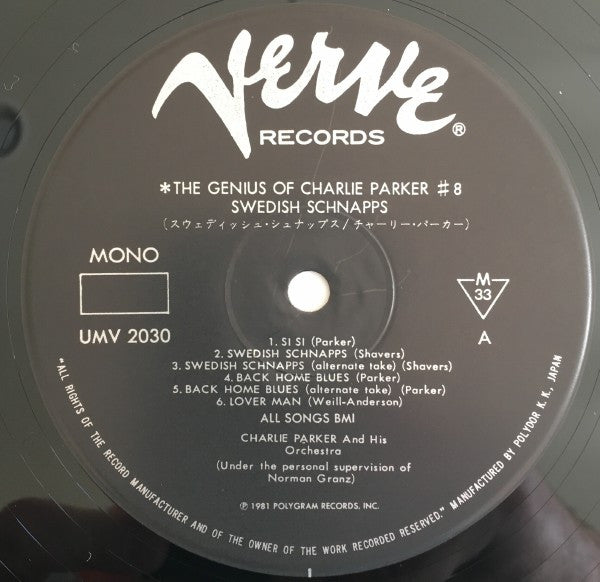 Verve
RECORDS ®
*THE GENIUS OF CHARLIE PARKER #8
SWEDISH SCHNAPPS
(スウェディッシュ・シュナップス/チャーリー・パーカー)
MONO
UMV 2030
M
33
A
1. SI SI (Parker)
2. SWEDISH SCHNAPPS (Shavers)
3. SWEDISH SCHNAPPS (alternate take) (Shavers)
4. BACK HOME BLUES (Parker)
5. BACK HOME BLUES (alternate take) (Parker)
6. LOVER MAN (Weill-Anderson)
ALL SONGS BMI
CHARLIE PARKER And His
Orchestra
(Under the personal supervision of
Norman Granz)
℗ 1981 POLYGRAM RECORDS, INC.
"ALL RIGHTS OF THE RECORD MANUFACTURER AND OF THE OWNER OF THE WORK RECORDED RESERVED." MANUFACTURED BY POLYDOR K. K., JAPAN